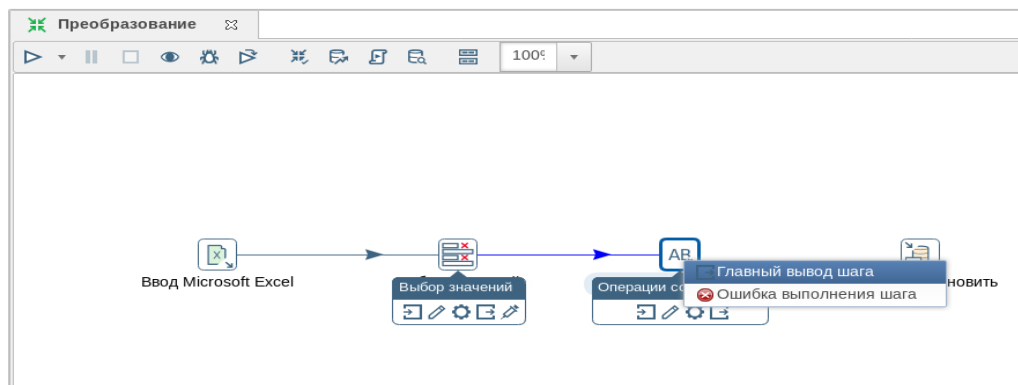 Преобразование
100%
AB
Ввод Microsoft Excel
Выбор значений
Операции со
Главный вывод шага
Ошибка выполнения шага
новить